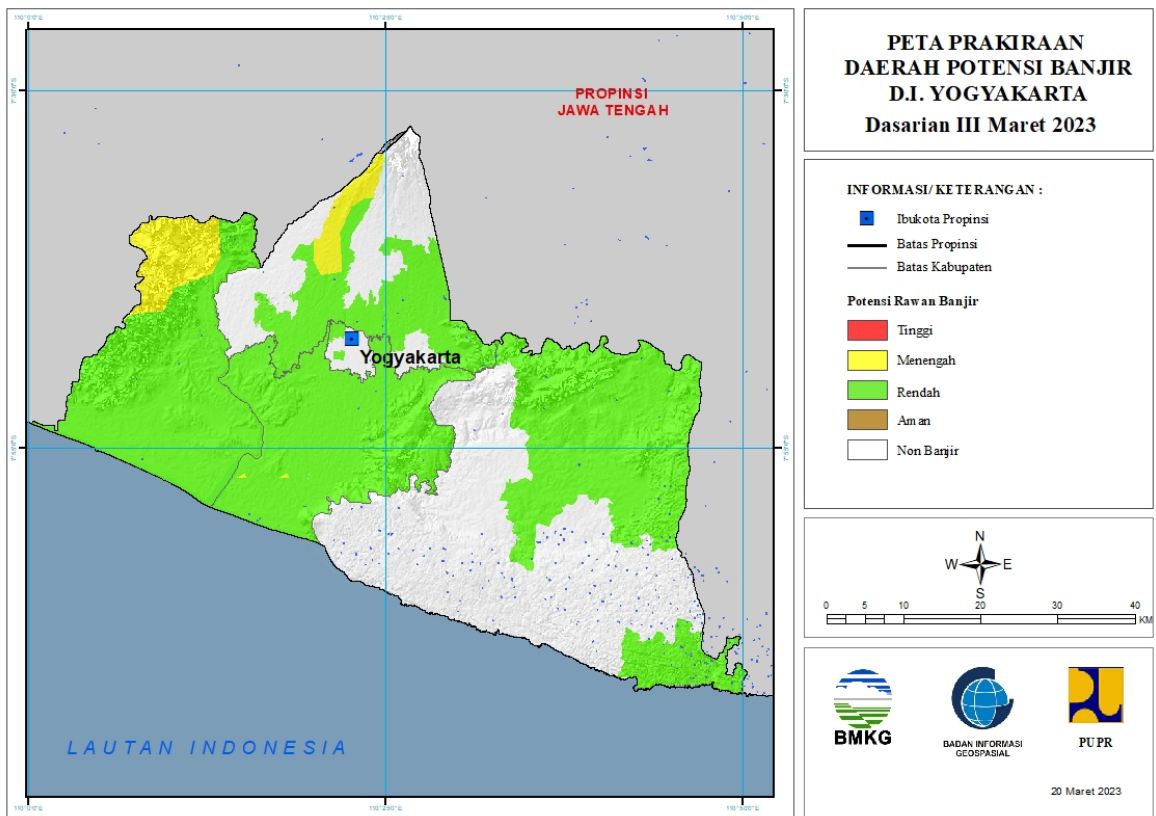 PETA PRAKIRAAN
DAERAH POTENSI BANJIR
D.I. YOGYAKARTA
Dasarian III Maret 2023
PROPINSI
JAWA TENGAH
Yogyakarta
LAUTAN INDONESIA
INFORMASI/ KETERANGAN :
Ibukota Propinsi
Batas Propinsi
Batas Kabupaten
Potensi Rawan Banjir
Tinggi
Menengah
Rendah
Aman
Non Banjir
N
W E
S
0 5 10 20 30 40
KM
BMKG
BADAN INFORMASI
GEOSPASIAL
PUPR
20 Maret 2023